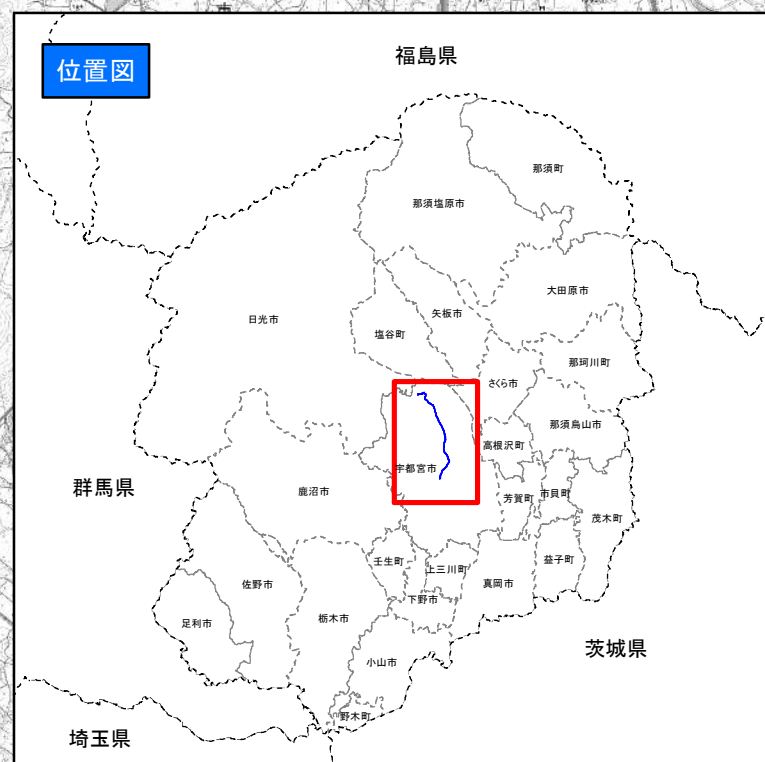 位置図
福島県
那須町
那須塩原市
大田原市
日光市
矢板市
塩谷町
那珂川町
さくら市
那須烏山市
高根沢町
宇都宮市
群馬県
鹿沼市
芳賀町
市貝町
茂木町
壬生町
上三川町
益子町
真岡市
佐野市
下野市
栃木市
足利市
茨城県
小山市
野木町
埼玉県